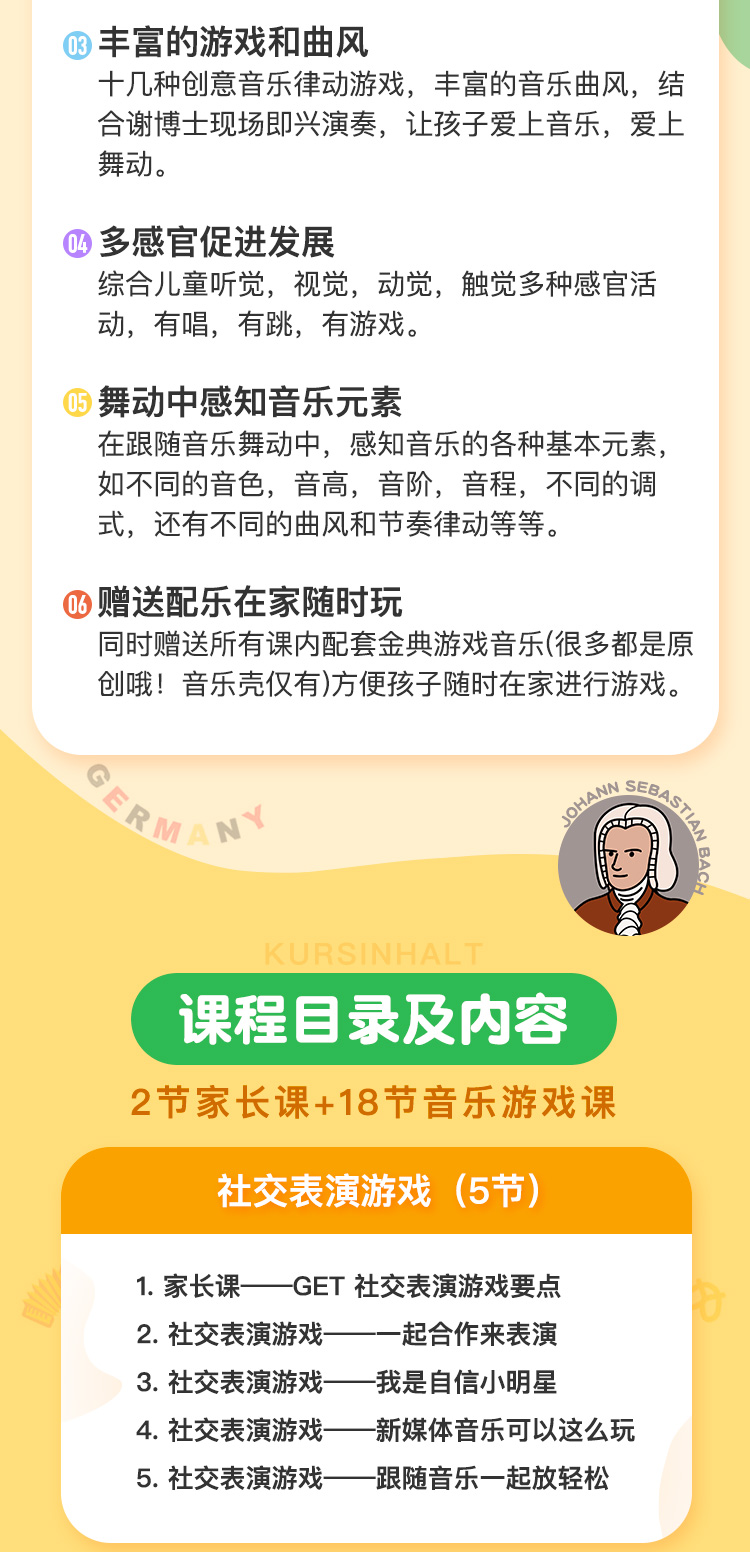 03 丰富的游戏和曲风
十几种创意音乐律动游戏，丰富的音乐曲风，结
合谢博士现场即兴演奏，让孩子爱上音乐，爱上
舞动。
04 多感官促进发展
综合儿童听觉，视觉，动觉，触觉多种感官活
动，有唱，有跳，有游戏。
05 舞动中感知音乐元素
在跟随音乐舞动中，感知音乐的各种基本元素，
如不同的音色，音高，音阶，音程，不同的调
式，还有不同的曲风和节奏律动等等。
06 赠送配乐在家随时玩
同时赠送所有课内配套金典游戏音乐(很多都是原
创哦！音乐壳仅有)方便孩子随时在家进行游戏。
GERMANY
JOHANN SEBASTIAN BACH
KURSINHALT
课程目录及内容
2节家长课+18节音乐游戏课
社交表演游戏（5节）
1. 家长课——GET 社交表演游戏要点
2. 社交表演游戏——一起合作来表演
3. 社交表演游戏——我是自信小明星
4. 社交表演游戏——新媒体音乐可以这么玩
5. 社交表演游戏——跟随音乐一起放轻松